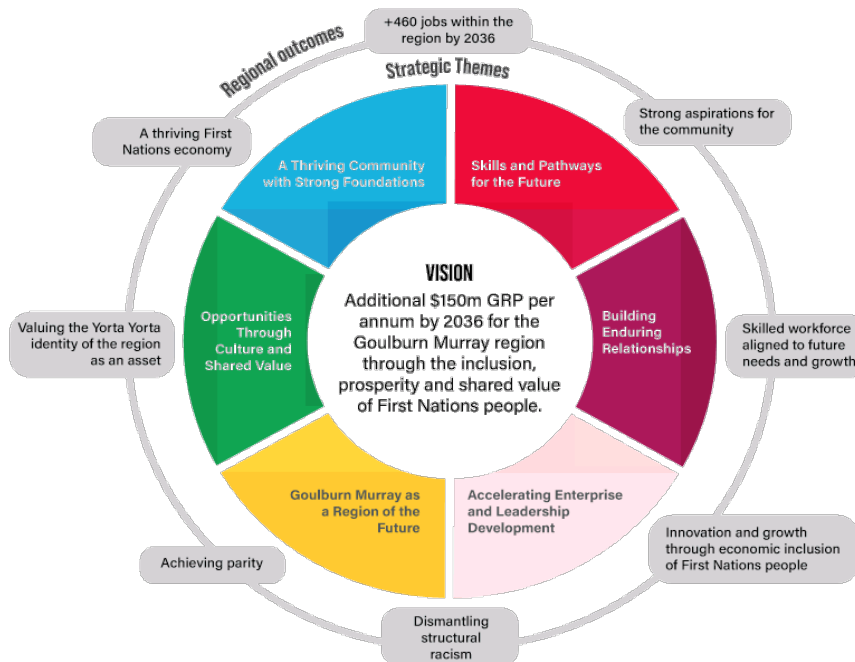 +460 jobs within the
region by 2036
Regional outcomes
Strategic Themes
Strong aspirations for
the community
A thriving First
Nations economy
A Thriving Community
with Strong Foundations
Skills and Pathways
for the Future
VISION
Additional $150m GRP per
annum by 2036 for the
Goulburn Murray region
through the inclusion,
prosperity and shared value
of First Nations people.
Opportunities
Through
Culture and
Shared Value
Building
Enduring
Relationships
Valuing the Yorta Yorta
identity of the region
as an asset
Skilled workforce
aligned to future
needs and growth
Goulburn Murray as
a Region of the
Future
Accelerating Enterprise
and Leadership
Development
Innovation and growth
through economic inclusion
of First Nations people
Achieving parity
Dismantling
structural
racism